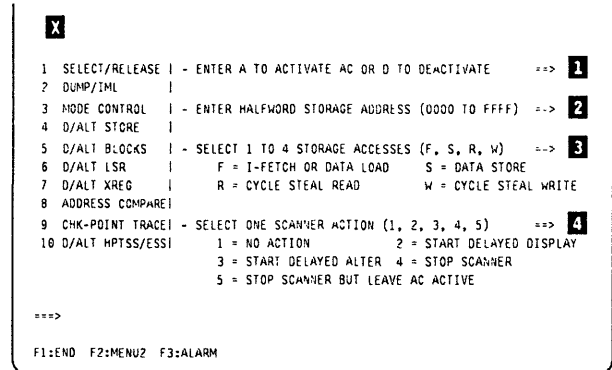 X
1 SELECT/RELEASE | - ENTER A TO ACTIVATE AC OR D TO DEACTIVATE ==> 1
2 DUMP/IML |
3 MODE CONTROL | - ENTER HALFWORD STORAGE ADDRESS (0000 TO FFFF) ==> 2
4 D/ALT STORE |
5 D/ALT BLOCKS | - SELECT 1 TO 4 STORAGE ACCESSES (F, S, R, W) ==> 3
6 D/ALT LSR | F = I-FETCH OR DATA LOAD S = DATA STORE
7 D/ALT XREG | R = CYCLE STEAL READ W = CYCLE STEAL WRITE
8 ADDRESS COMPARE|
9 CHK-POINT TRACE| - SELECT ONE SCANNER ACTION (1, 2, 3, 4, 5) ==> 4
10 D/ALT HPTSS/ESS| 1 = NO ACTION 2 = START DELAYED DISPLAY
3 = START DELAYED ALTER 4 = STOP SCANNER
5 = STOP SCANNER BUT LEAVE AC ACTIVE
===>
F1:END F2:MENU2 F3:ALARM